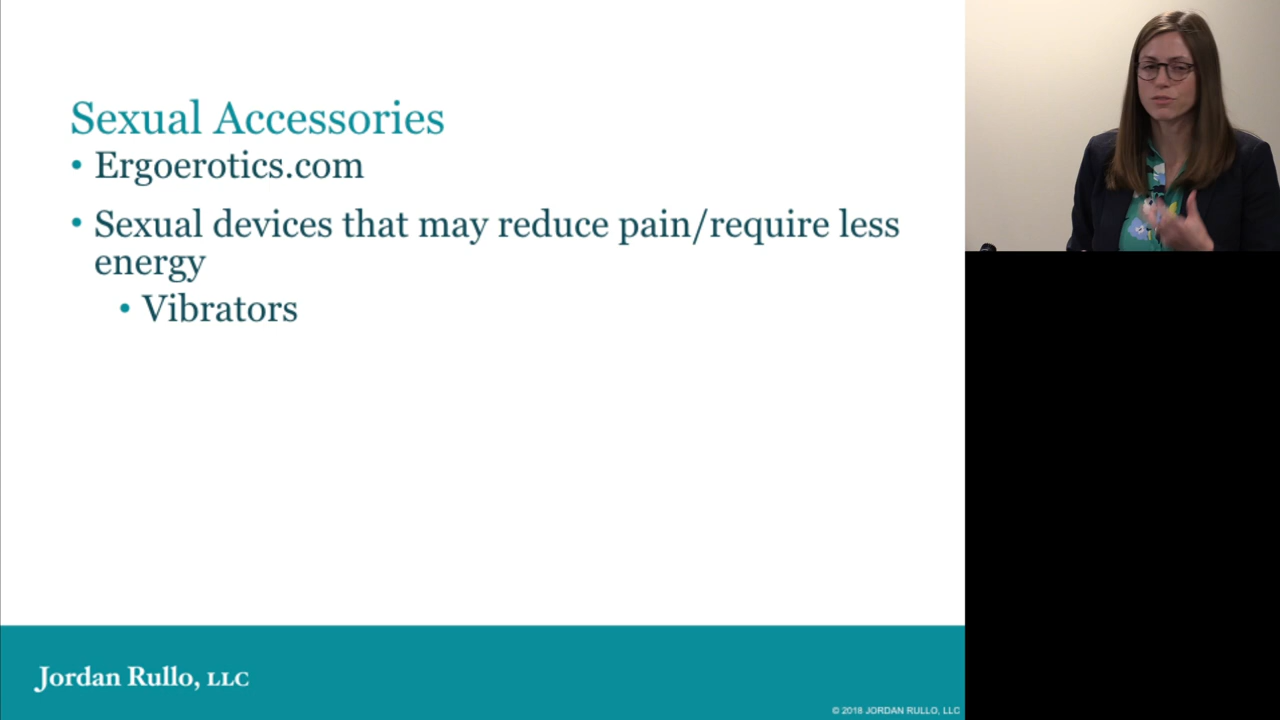 Sexual Accessories
• Ergoerotics.com
• Sexual devices that may reduce pain/require less
energy
• Vibrators
Jordan Rullo, LLC
© 2018 JORDAN RULLO, LLC